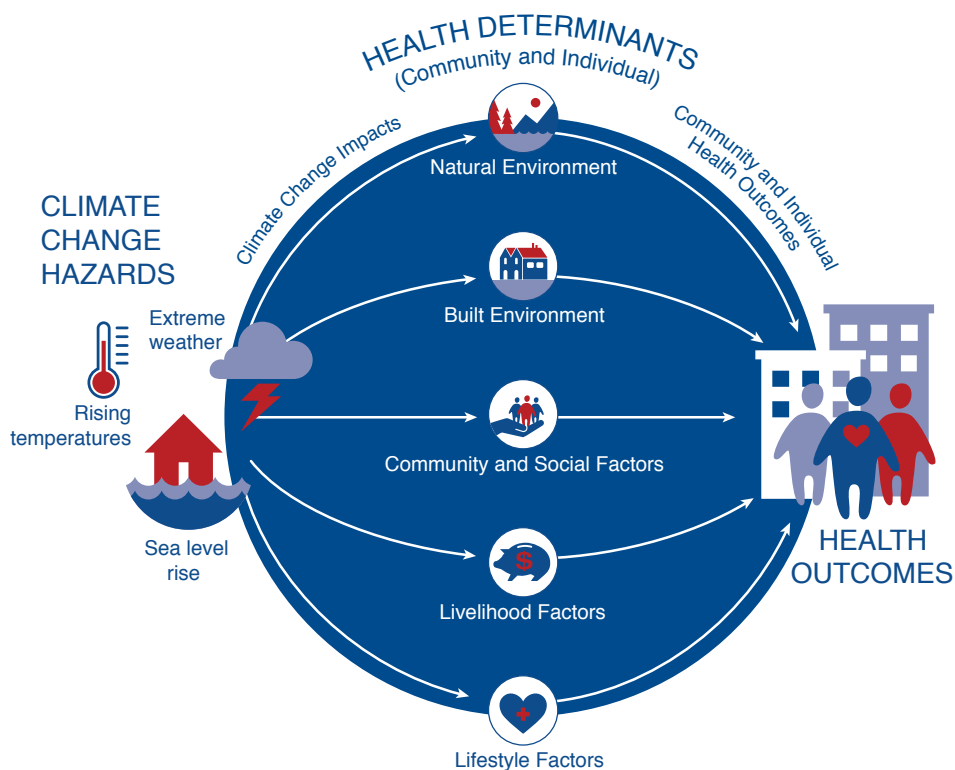 HEALTH DETERMINANTS
(Community and Individual)
Climate Change Impacts
Community and Individual
Health Outcomes
Natural Environment
CLIMATE
CHANGE
HAZARDS
Extreme
weather
Built Environment
Rising
temperatures
Community and Social Factors
Sea level
rise
HEALTH
OUTCOMES
$
Livelihood Factors
Lifestyle Factors